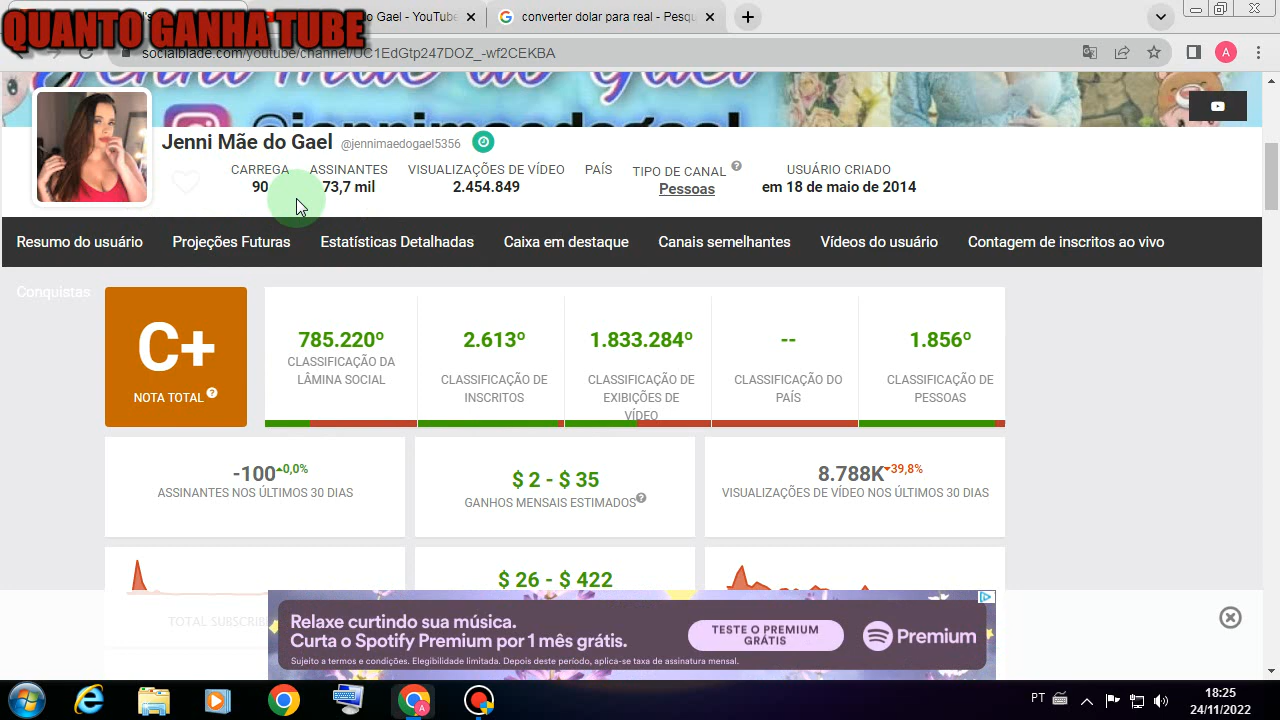 QUANTO GANHA TUBE
do Gael - YouTube
converter dolar para real - Pesqu
socialblade.com/youtube/channel/UC1EdGtp247DOZ_-wf2CEKBA
A
Jenni Mãe do Gael @jennimaedogael5356
CARREGA ASSINANTES VISUALIZAÇÕES DE VÍDEO PAÍS TIPO DE CANAL USUÁRIO CRIADO
90 73,7 mil 2.454.849 Pessoas em 18 de maio de 2014
Resumo do usuário Projeções Futuras Estatísticas Detalhadas Caixa em destaque Canais semelhantes Vídeos do usuário Contagem de inscritos ao vivo
Conquistas
C+
NOTA TOTAL
785.220º
CLASSIFICAÇÃO DA
LÂMINA SOCIAL
2.613º
CLASSIFICAÇÃO DE
INSCRITOS
1.833.284º
CLASSIFICAÇÃO DE
EXIBIÇÕES DE
VÍDEO
--
CLASSIFICAÇÃO DO
PAÍS
1.856º
CLASSIFICAÇÃO DE
PESSOAS
-100 0,0%
ASSINANTES NOS ÚLTIMOS 30 DIAS
$ 2 - $ 35
GANHOS MENSAIS ESTIMADOS
8.788K 39,8%
VISUALIZAÇÕES DE VÍDEO NOS ÚLTIMOS 30 DIAS
$ 26 - $ 422
Relaxe curtindo sua música.
Curta o Spotify Premium por 1 mês grátis.
Sujeito a termos e condições. Elegibilidade limitada. Depois deste período, aplica-se taxa de assinatura mensal.
TESTE O PREMIUM
GRÁTIS
Premium
PT
18:25
24/11/2022